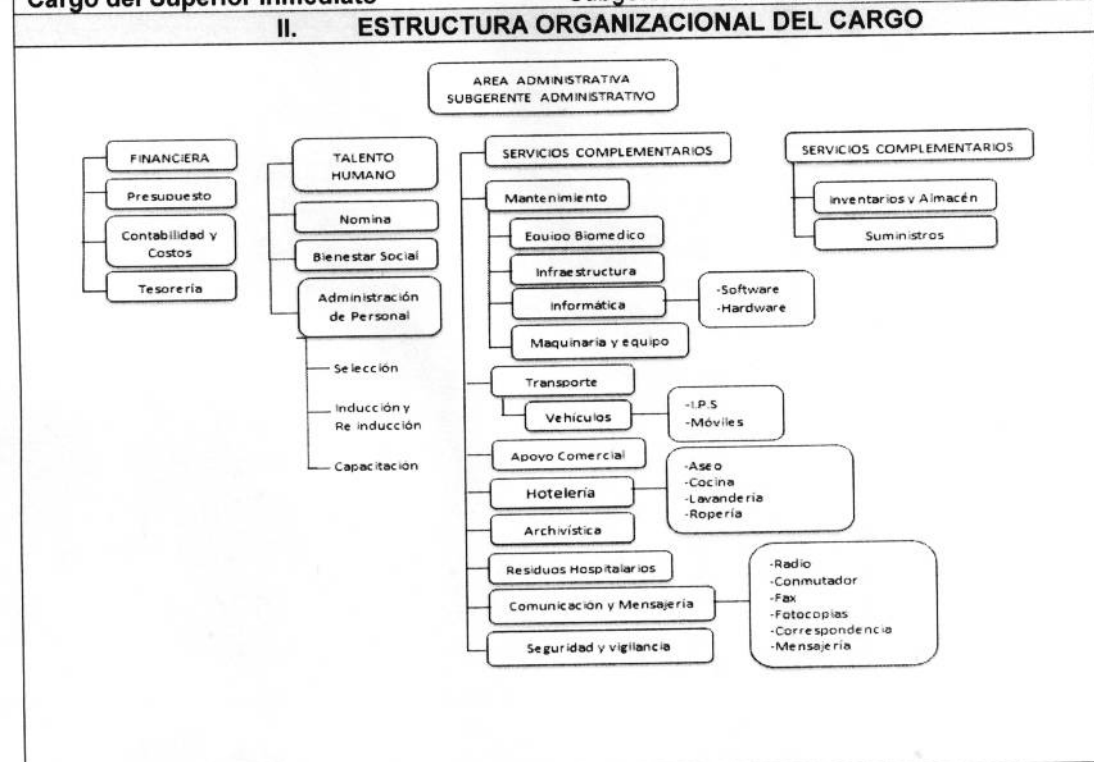 Cargo del Superior Inmediato
II. ESTRUCTURA ORGANIZACIONAL DEL CARGO
AREA ADMINISTRATIVA
SUBGERENTE ADMINISTRATIVO
FINANCIERA
Presupuesto
Contabilidad y
Costos
Tesorería
TALENTO
HUMANO
Nomina
Bienestar Social
Administración
de Personal
Selección
Inducción y
Re inducción
Capacitación
SERVICIOS COMPLEMENTARIOS
Mantenimiento
Equipo Biomedico
Infraestructura
Informática
-Software
-Hardware
Maquinaria y equipo
Transporte
Vehículos
-I.P.S
-Móviles
Apoyo Comercial
Hotelería
-Aseo
-Cocina
-Lavandería
-Ropería
Archivística
Residuos Hospitalarios
Comunicación y Mensajería
-Radio
-Conmutador
-Fax
-Fotocopias
-Correspondencia
-Mensajería
Seguridad y vigilancia
SERVICIOS COMPLEMENTARIOS
Inventarios y Almacén
Suministros